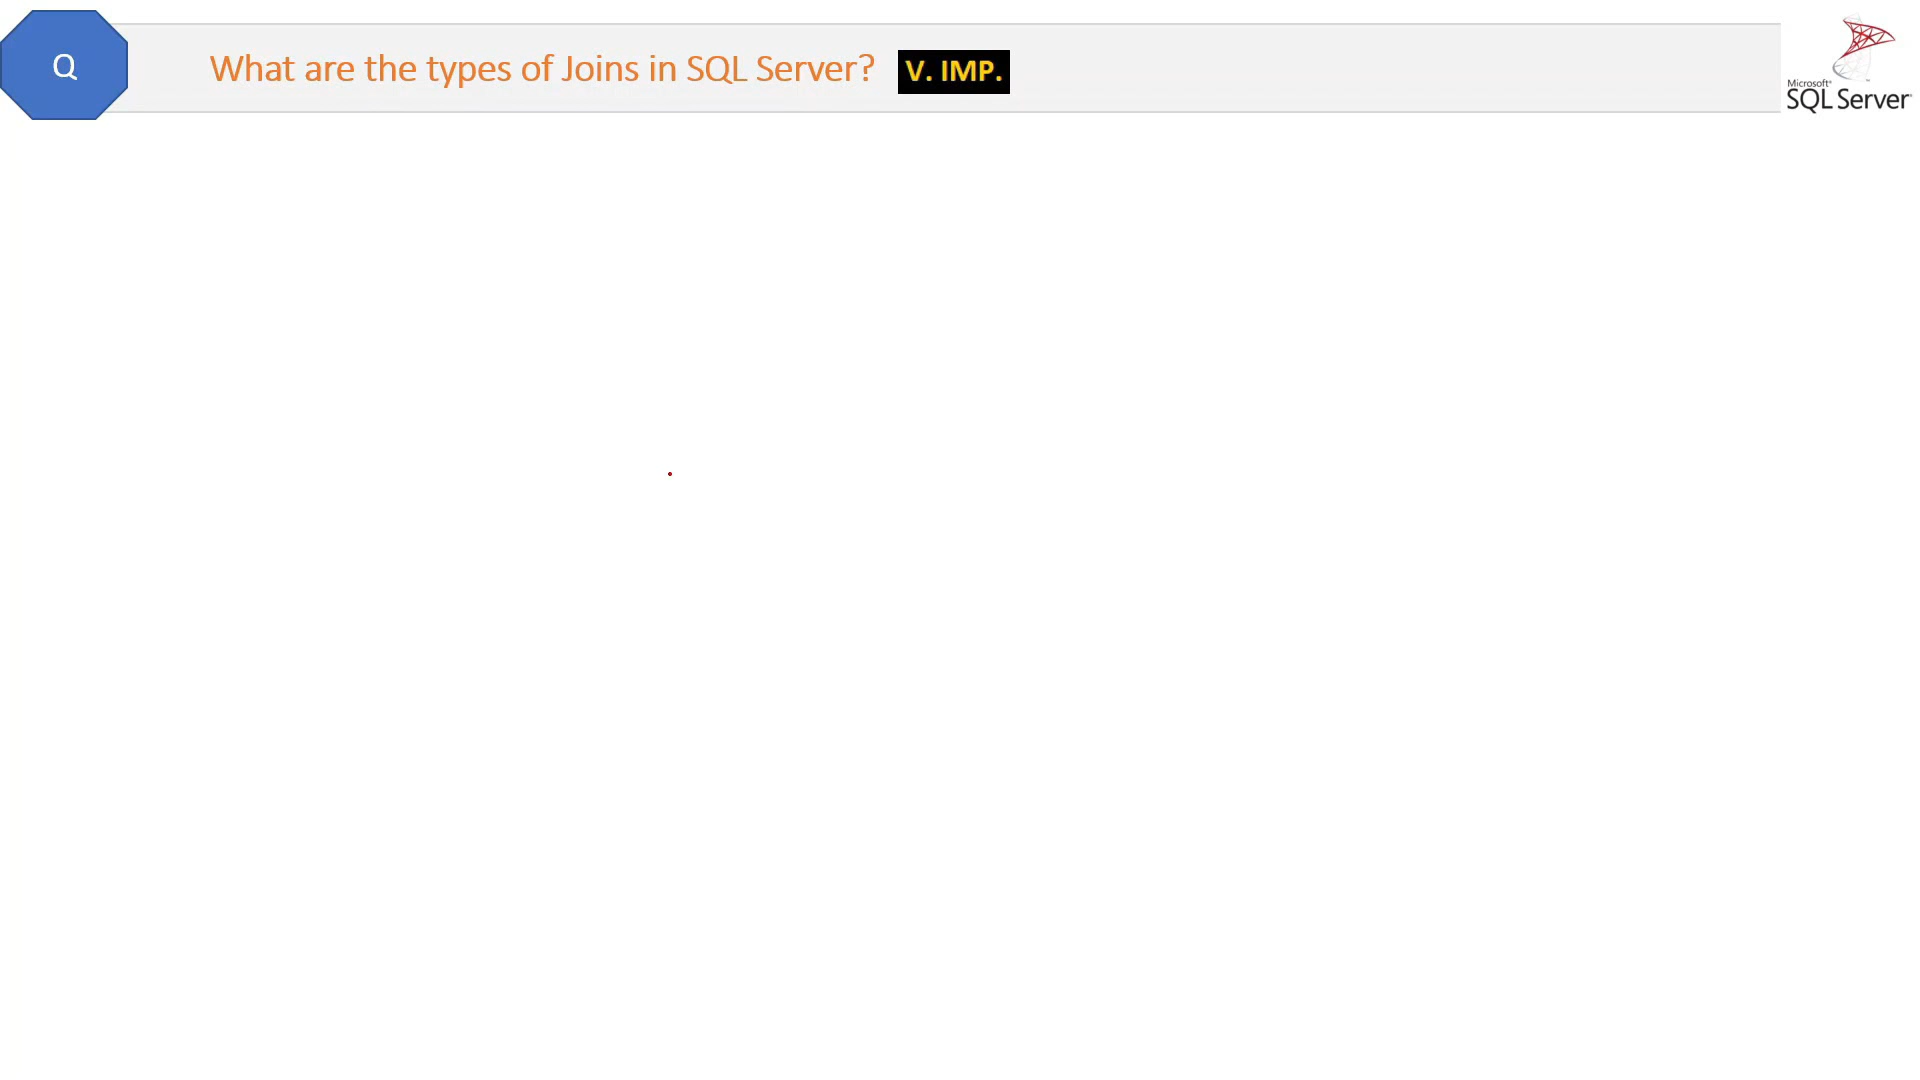 Q
What are the types of Joins in SQL Server?
V. IMP.
Microsoft
SQL Server